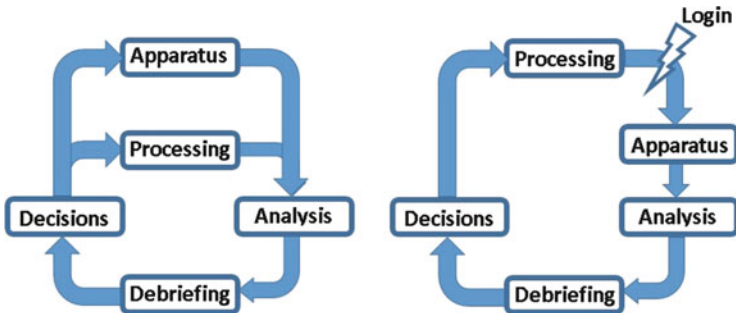 Apparatus
Processing
Decisions
Analysis
Debriefing
Login
Processing
Apparatus
Decisions
Analysis
Debriefing